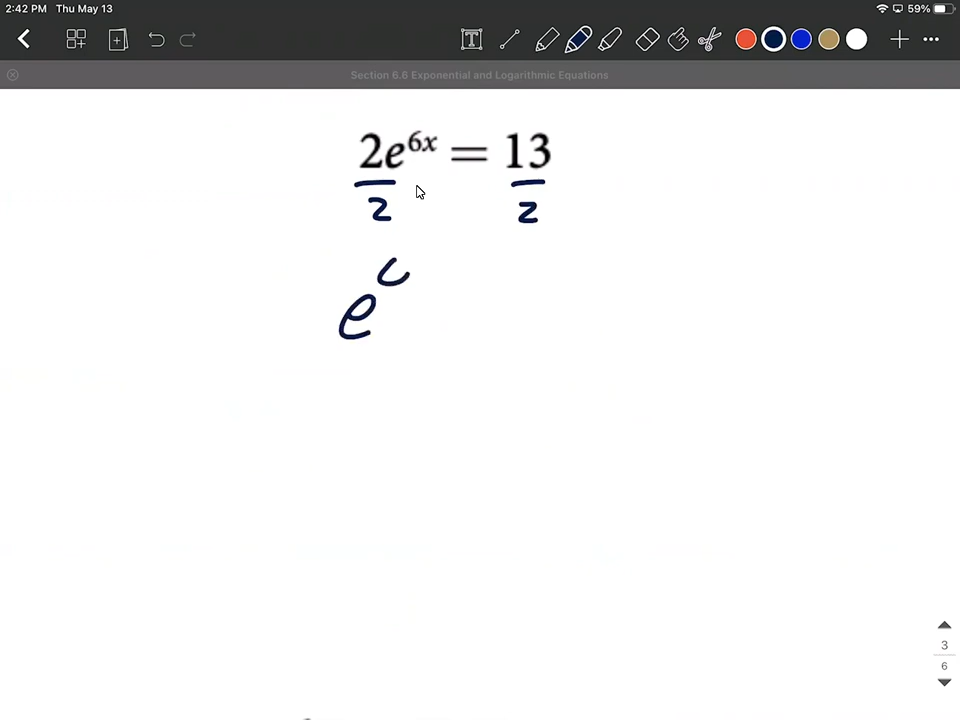 2:42 PM Thu May 13
59%
Section 6.6 Exponential and Logarithmic Equations
2e^{6x} = 13
2 2
e
3
6